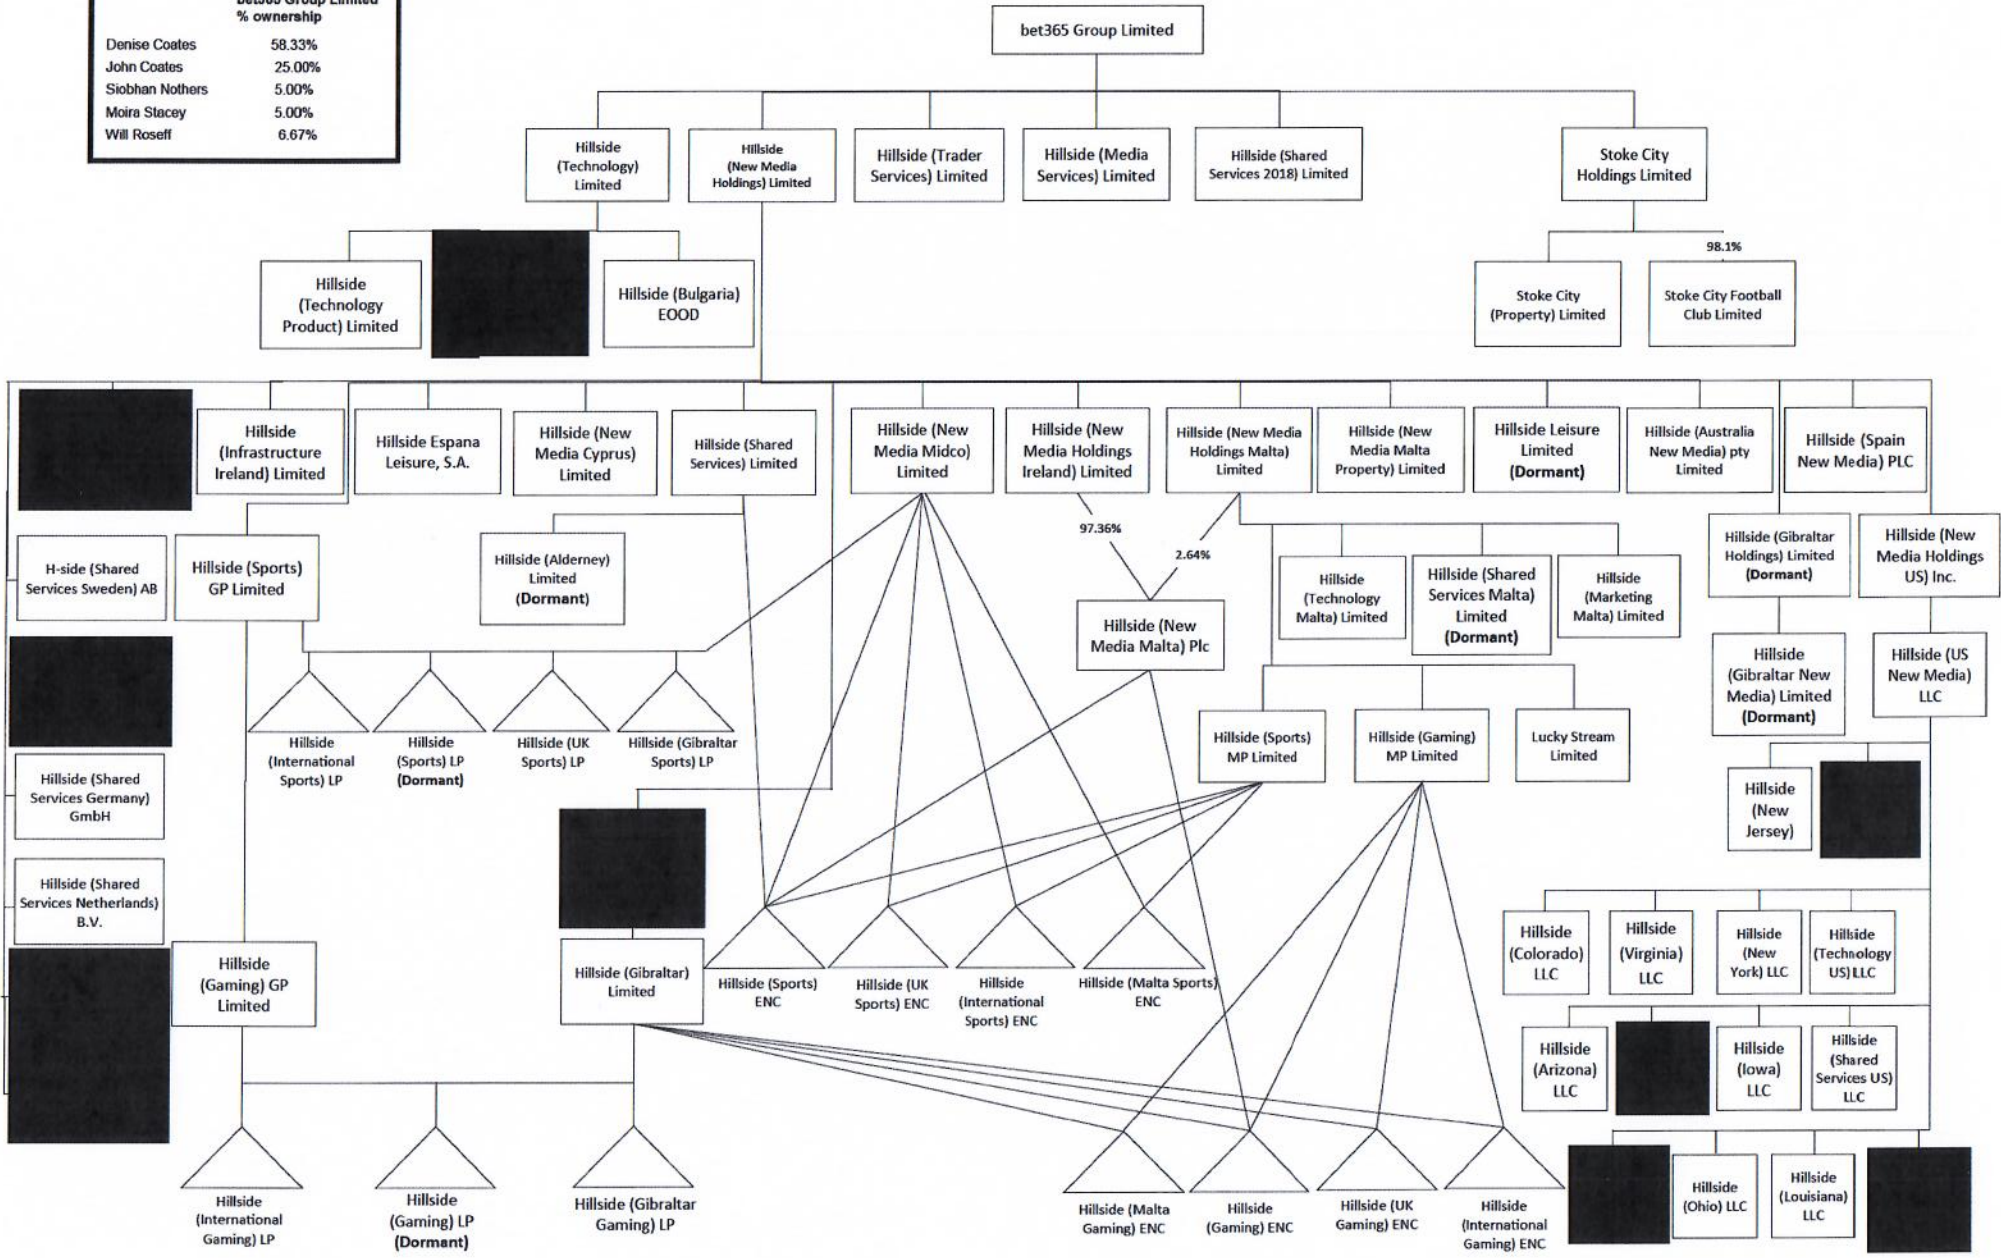 bet365 Group Limited
% ownership
Denise Coates 58.33%
John Coates 25.00%
Siobhan Nothers 5.00%
Moira Stacey 5.00%
Will Roseff 6.67%
bet365 Group Limited
Hillside
(Technology)
Limited
Hillside
(New Media
Holdings) Limited
Hillside (Trader
Services) Limited
Hillside (Media
Services) Limited
Hillside (Shared
Services 2018) Limited
Stoke City
Holdings Limited
Hillside
(Technology
Product) Limited
Hillside (Bulgaria)
EOOD
98.1%
Stoke City
(Property) Limited
Stoke City Football
Club Limited
Hillside
(Infrastructure
Ireland) Limited
Hillside Espana
Leisure, S.A.
Hillside (New
Media Cyprus)
Limited
Hillside (Shared
Services) Limited
Hillside (New
Media Midco)
Limited
Hillside (New
Media Holdings
Ireland) Limited
Hillside (New Media
Holdings Malta)
Limited
Hillside (New
Media Malta
Property) Limited
Hillside Leisure
Limited
(Dormant)
Hillside (Australia
New Media) pty
Limited
Hillside (Spain
New Media) PLC
97.36%
2.64%
H-side (Shared
Services Sweden) AB
Hillside (Sports)
GP Limited
Hillside (Alderney)
Limited
(Dormant)
Hillside (New
Media Malta) Plc
Hillside
(Technology
Malta) Limited
Hillside (Shared
Services Malta)
Limited
(Dormant)
Hillside
(Marketing
Malta) Limited
Hillside (Gibraltar
Holdings) Limited
(Dormant)
Hillside (New
Media Holdings
US) Inc.
Hillside
(Gibraltar New
Media) Limited
(Dormant)
Hillside (US
New Media)
LLC
Hillside
(International
Sports) LP
Hillside
(Sports) LP
(Dormant)
Hillside (UK
Sports) LP
Hillside (Gibraltar
Sports) LP
Hillside (Sports)
MP Limited
Hillside (Gaming)
MP Limited
Lucky Stream
Limited
Hillside (Shared
Services Germany)
GmbH
Hillside
(New
Jersey)
Hillside (Shared
Services Netherlands)
B.V.
Hillside
(Gaming) GP
Limited
Hillside (Gibraltar)
Limited
Hillside (Sports)
ENC
Hillside (UK
Sports) ENC
Hillside
(International
Sports) ENC
Hillside (Malta Sports)
ENC
Hillside
(Colorado)
LLC
Hillside
(Virginia)
LLC
Hillside
(New
York) LLC
Hillside
(Technology
US) LLC
Hillside
(Arizona)
LLC
Hillside
(Iowa)
LLC
Hillside
(Shared
Services US)
LLC
Hillside
(International
Gaming) LP
Hillside
(Gaming) LP
(Dormant)
Hillside (Gibraltar
Gaming) LP
Hillside (Malta
Gaming) ENC
Hillside
(Gaming) ENC
Hillside (UK
Gaming) ENC
Hillside
(International
Gaming) ENC
Hillside
(Ohio) LLC
Hillside
(Louisiana)
LLC